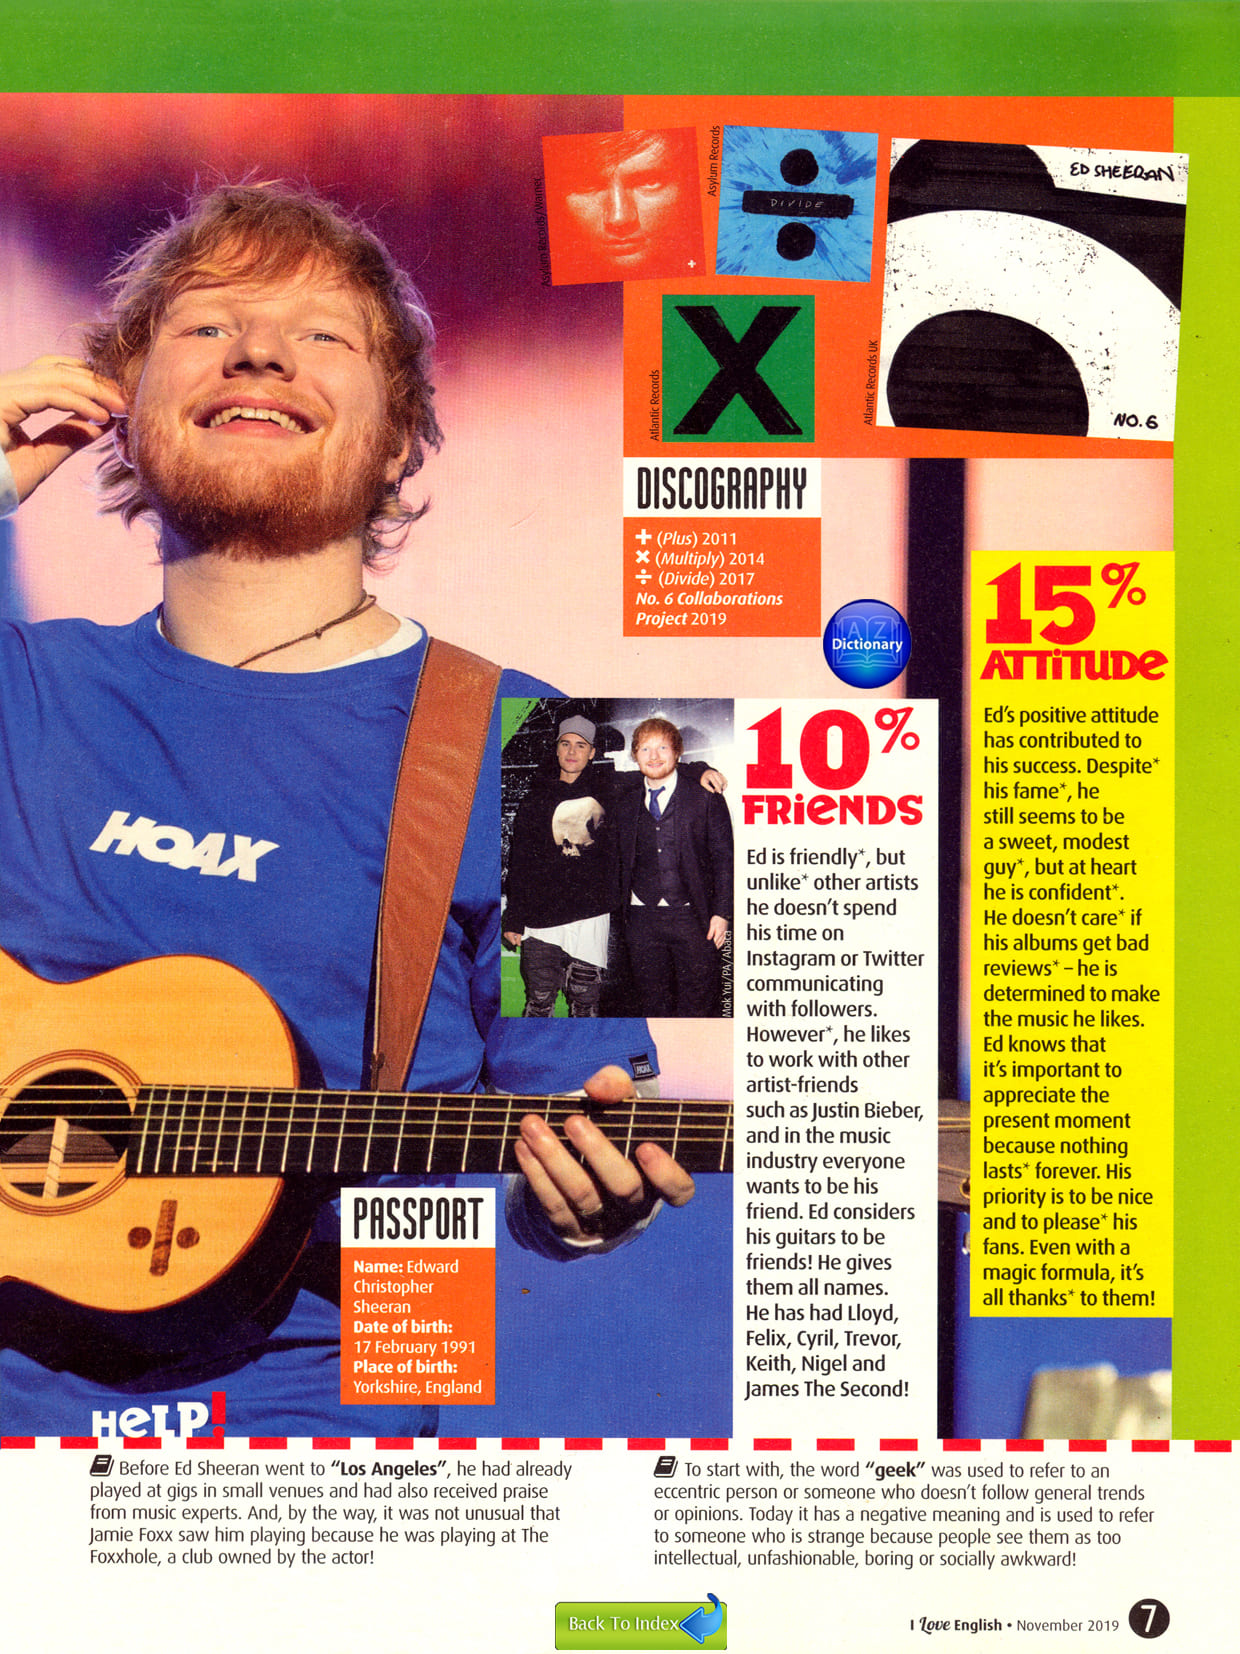 Asylum Records/Warner
Asylum Records
DIVIDE
ED SHEERAN
NO. 6
Atlantic Records
Atlantic Records UK
DISCOGRAPHY
+ (Plus) 2011
× (Multiply) 2014
÷ (Divide) 2017
No. 6 Collaborations
Project 2019
A Z
Dictionary
15%
ATTITUDE
Ed's positive attitude
has contributed to
his success. Despite*
his fame*, he
still seems to be
a sweet, modest
guy*, but at heart
he is confident*.
He doesn't care* if
his albums get bad
reviews* – he is
determined to make
the music he likes.
Ed knows that
it's important to
appreciate the
present moment
because nothing
lasts* forever. His
priority is to be nice
and to please* his
fans. Even with a
magic formula, it's
all thanks* to them!
10%
FRIENDS
Ed is friendly*, but
unlike* other artists
he doesn't spend
his time on
Instagram or Twitter
communicating
with followers.
However*, he likes
to work with other
artist-friends
such as Justin Bieber,
and in the music
industry everyone
wants to be his
friend. Ed considers
his guitars to be
friends! He gives
them all names.
He has had Lloyd,
Felix, Cyril, Trevor,
Keith, Nigel and
James The Second!
Mok Yui/PA/Abaca
HOAX
HOAX
PASSPORT
Name: Edward
Christopher
Sheeran
Date of birth:
17 February 1991
Place of birth:
Yorkshire, England
HELP!
Before Ed Sheeran went to "Los Angeles", he had already
played at gigs in small venues and had also received praise
from music experts. And, by the way, it was not unusual that
Jamie Foxx saw him playing because he was playing at The
Foxxhole, a club owned by the actor!
To start with, the word "geek" was used to refer to an
eccentric person or someone who doesn't follow general trends
or opinions. Today it has a negative meaning and is used to refer
to someone who is strange because people see them as too
intellectual, unfashionable, boring or socially awkward!
Back To Index
I Love English • November 2019 7